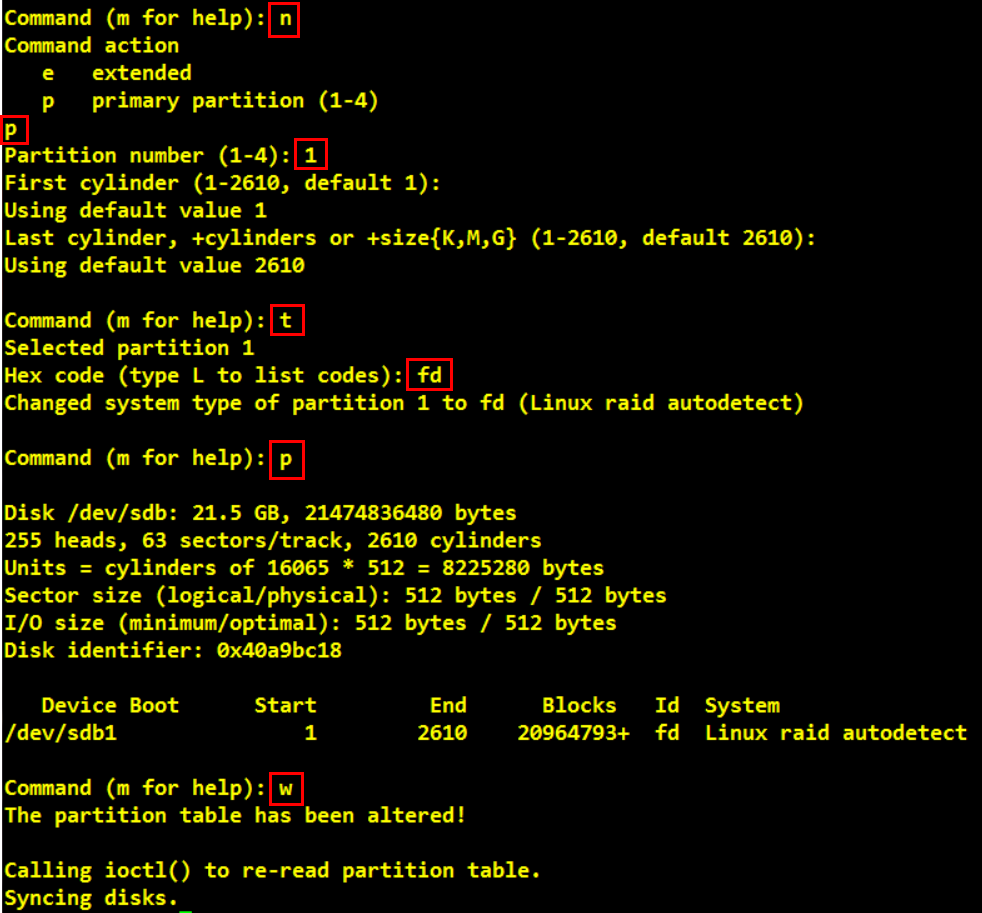 Command (m for help): n
Command action
   e   extended
   p   primary partition (1-4)
p
Partition number (1-4): 1
First cylinder (1-2610, default 1):
Using default value 1
Last cylinder, +cylinders or +size{K,M,G} (1-2610, default 2610):
Using default value 2610
Command (m for help): t
Selected partition 1
Hex code (type L to list codes): fd
Changed system type of partition 1 to fd (Linux raid autodetect)
Command (m for help): p
Disk /dev/sdb: 21.5 GB, 21474836480 bytes
255 heads, 63 sectors/track, 2610 cylinders
Units = cylinders of 16065 * 512 = 8225280 bytes
Sector size (logical/physical): 512 bytes / 512 bytes
I/O size (minimum/optimal): 512 bytes / 512 bytes
Disk identifier: 0x40a9bc18
   Device Boot      Start         End      Blocks   Id  System
/dev/sdb1               1        2610    20964793+  fd  Linux raid autodetect
Command (m for help): w
The partition table has been altered!
Calling ioctl() to re-read partition table.
Syncing disks.